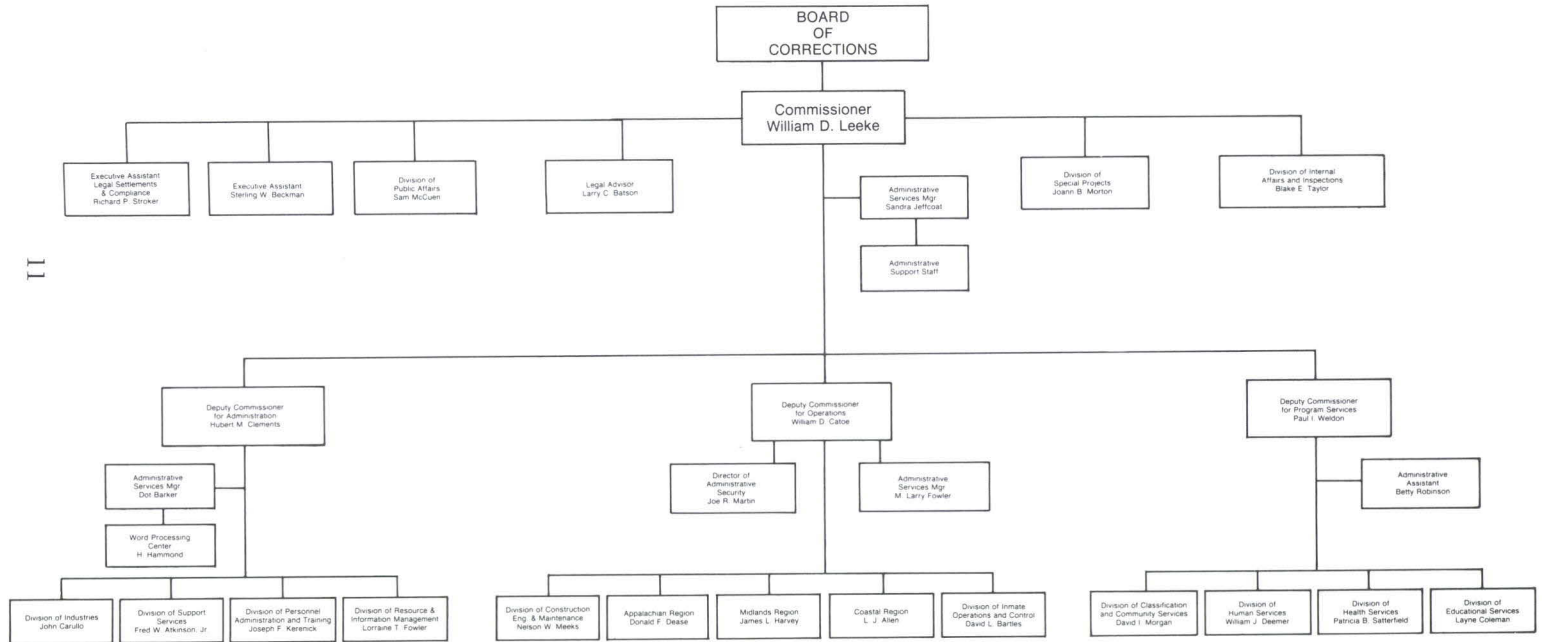 BOARD
OF
CORRECTIONS
Commissioner
William D. Leeke
Executive Assistant
Legal Settlements
& Compliance
Richard P. Stroker
Executive Assistant
Sterling W. Beckman
Division of
Public Affairs
Sam McCuen
Legal Advisor
Larry C. Batson
Administrative
Services Mgr.
Sandra Jeffcoat
Division of
Special Projects
Joann B. Morton
Division of Internal
Affairs and Inspections
Blake E. Taylor
Administrative
Support Staff
11
Deputy Commissioner
for Administration
Hubert M. Clements
Deputy Commissioner
for Operations
William D. Catoe
Deputy Commissioner
for Program Services
Paul I. Weldon
Administrative
Services Mgr.
Dot Barker
Director of
Administrative
Security
Joe R. Martin
Administrative
Services Mgr.
M. Larry Fowler
Administrative
Assistant
Betty Robinson
Word Processing
Center
H. Hammond
Division of Industries
John Carullo
Division of Support
Services
Fred W. Atkinson, Jr.
Division of Personnel
Administration and Training
Joseph F. Kerenick
Division of Resource &
Information Management
Lorraine T. Fowler
Division of Construction
Eng. & Maintenance
Nelson W. Meeks
Appalachian Region
Donald F. Dease
Midlands Region
James L. Harvey
Coastal Region
L. J. Allen
Division of Inmate
Operations and Control
David L. Bartles
Division of Classification
and Community Services
David I. Morgan
Division of
Human Services
William J. Deemer
Division of
Health Services
Patricia B. Satterfield
Division of
Educational Services
Layne Coleman